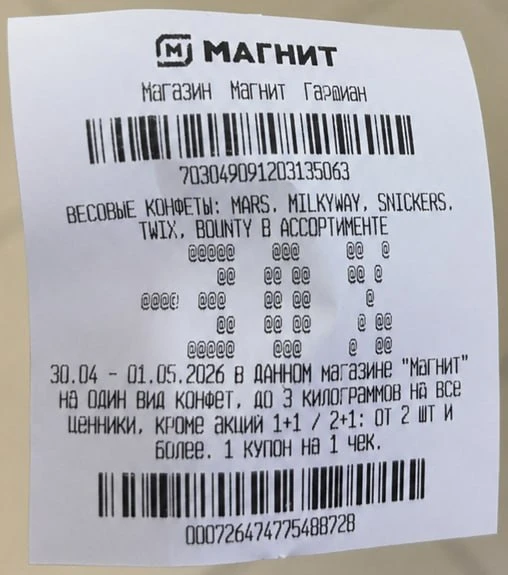 МАГНИТ
Магазин Магнит Гардиан
703049091203135063
ВЕСОВЫЕ КОНФЕТЫ: MARS, MILKYWAY, SNICKERS,
TWIX, BOUNTY В АССОРТИМЕНТЕ
@@@@@ @@@ @@ @
@@ @@ @@ @@ @
@@@@ @@@ @@ @@ @
@@ @@ @@ @ @@
@@@@@ @@@ @ @@
30.04 - 01.05.2026 В ДАННОМ магазине "Магнит"
на один вид конфет, до 3 килограммов на все
ценники, кроме акций 1+1 / 2+1: от 2 шт и
более. 1 купон на 1 чек.
000726474775488728